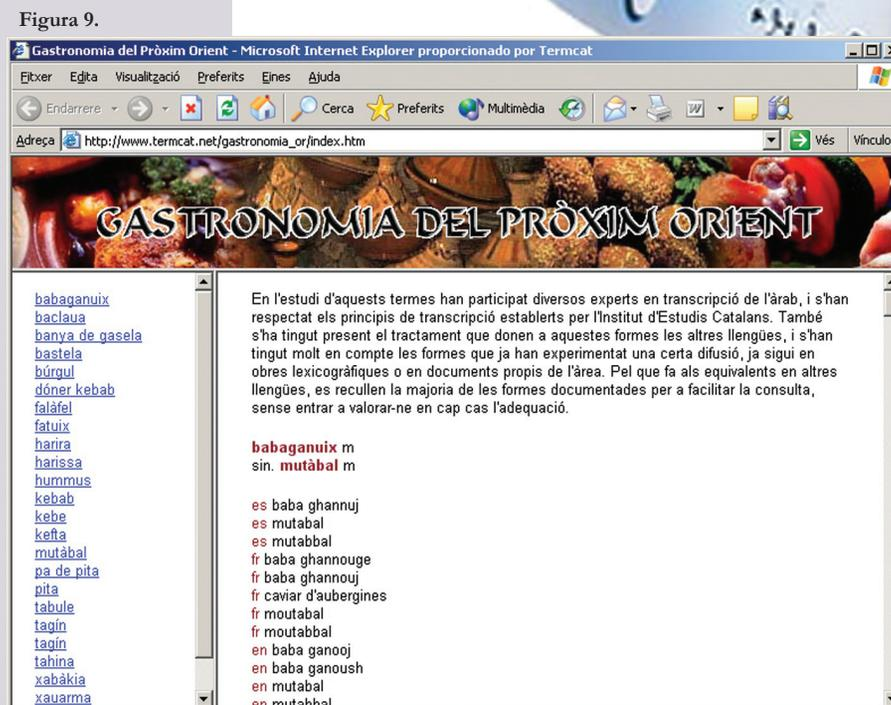 Figura 9.
Gastronomia del Pròxim Orient - Microsoft Internet Explorer proporcionado por Termcat
Fitxer Edita Visualització Preferits Eines Ajuda
Endarrere Cerca Preferits Multimèdia
Adreça http://www.termcat.net/gastronomia_or/index.htm Vés Vínculo
GASTRONOMIA DEL PRÒXIM ORIENT
babaganuix
baclaua
banya de gasela
bastela
búrgul
dóner kebab
falàfel
fatuix
harira
harissa
hummus
kebab
kebe
kefta
mutàbal
pa de pita
pita
tabule
tagín
tagín
tahina
xabàkia
xauarma
En l'estudi d'aquests termes han participat diversos experts en transcripció de l'àrab, i s'han
respectat els principis de transcripció establerts per l'Institut d'Estudis Catalans. També
s'ha tingut present el tractament que donen a aquestes formes les altres llengües, i s'han
tingut molt en compte les formes que ja han experimentat una certa difusió, ja sigui en
obres lexicogràfiques o en documents propis de l'àrea. Pel que fa als equivalents en altres
llengües, es recullen la majoria de les formes documentades per a facilitar la consulta,
sense entrar a valorar-ne en cap cas l'adequació.
babaganuix m
sin. mutàbal m
es baba ghannuj
es mutabal
es mutabbal
fr baba ghannouge
fr baba ghannouj
fr caviar d'aubergines
fr moutabal
fr moutabbal
en baba ganooj
en baba ganoush
en mutabal
en mutabbal